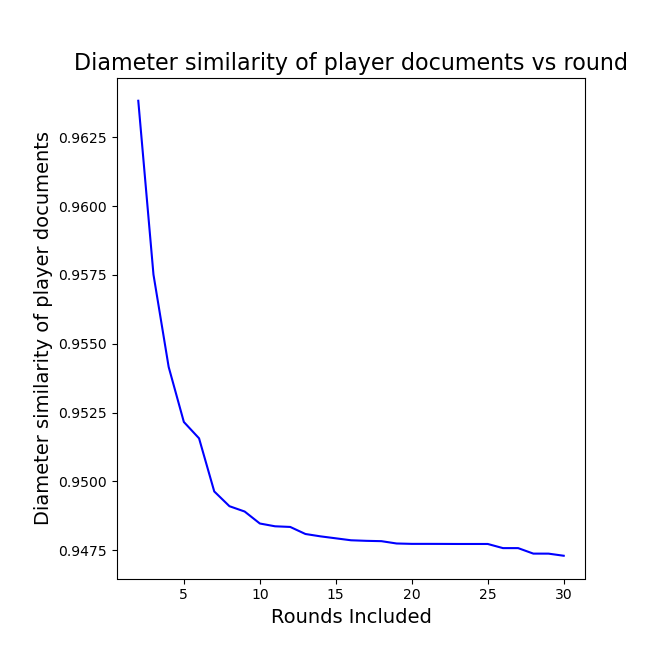 Diameter similarity of player documents vs round
Diameter similarity of player documents
0.9625
0.9600
0.9575
0.9550
0.9525
0.9500
0.9475
5 10 15 20 25 30
Rounds Included